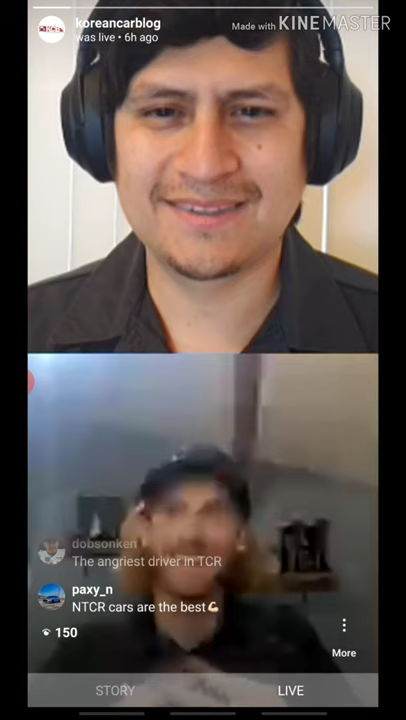 koreancarblog
was live • 6h ago
Made with KINEMASTER
KCB
dobsonken
The angriest driver in TCR
paxy_n
NTCR cars are the best💪🏻
150
More
STORY
LIVE